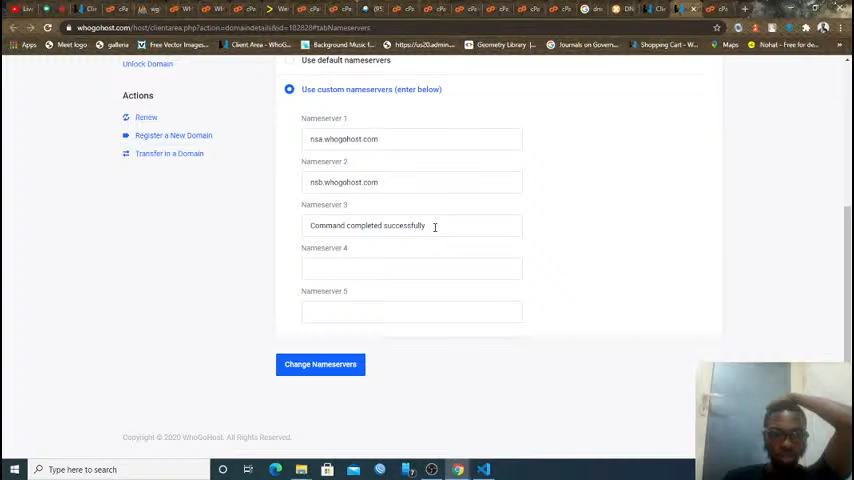 whogohost.com/host/clientarea.php?action=domaindetails&id=182828#tabNameservers
Apps
Meet logo
galleria
Free Vector Images...
Client Area - WhoG...
Background Music f...
https://us20.admin...
Geometry Library |...
Journals on Govern...
Shopping Cart - W...
Maps
Nohat - Free for de...
Unlock Domain
Use default nameservers
Use custom nameservers (enter below)
Actions
Renew
Register a New Domain
Transfer in a Domain
Nameserver 1
nsa.whogohost.com
Nameserver 2
nsb.whogohost.com
Nameserver 3
Command completed successfully
Nameserver 4
Nameserver 5
Change Nameservers
Copyright © 2020 WhoGoHost. All Rights Reserved.
Type here to search